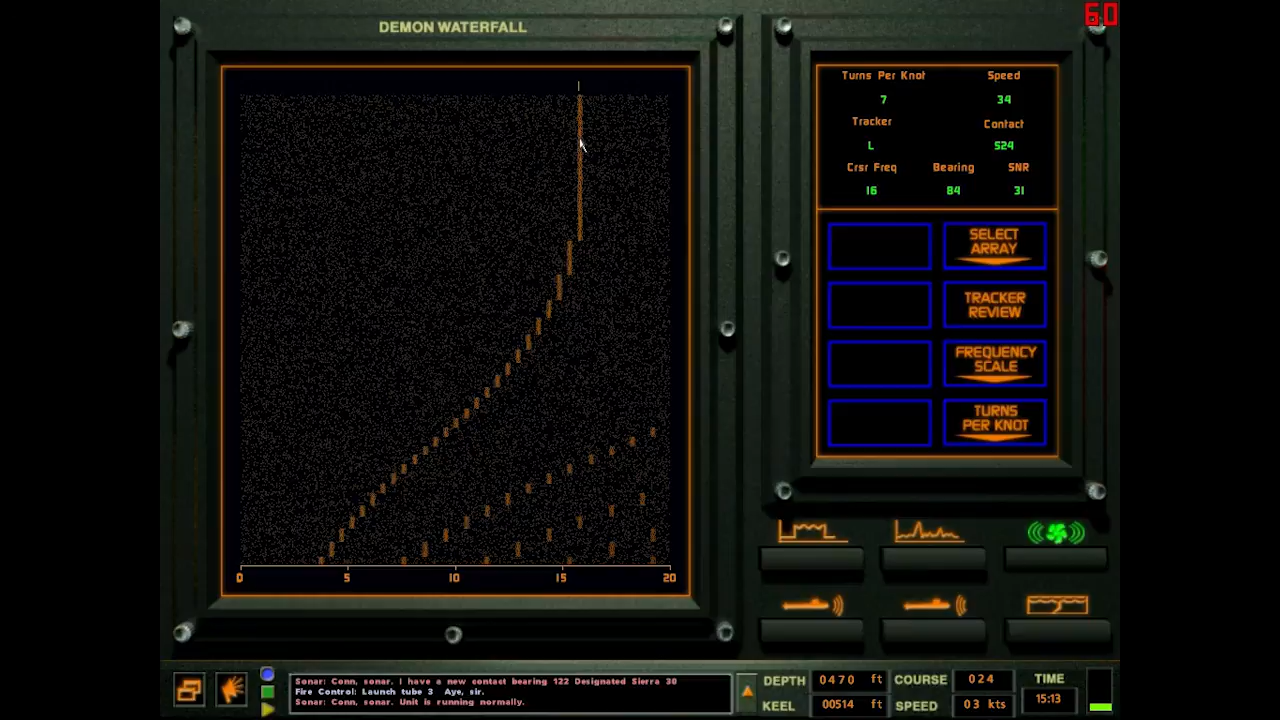 DEMON WATERFALL
60
Turns Per Knot Speed
7 34
Tracker Contact
L S24
Crsr Freq Bearing SNR
16 84 31
SELECT
ARRAY
TRACKER
REVIEW
FREQUENCY
SCALE
TURNS
PER KNOT
0 5 10 15 20
Sonar: Conn, sonar. I have a new contact bearing 122 Designated Sierra 30
Fire Control: Launch tube 3 Aye, sir.
Sonar: Conn, sonar. Unit is running normally.
DEPTH 0470 ft COURSE 024
KEEL 00514 ft SPEED 03 kts
TIME
15:13